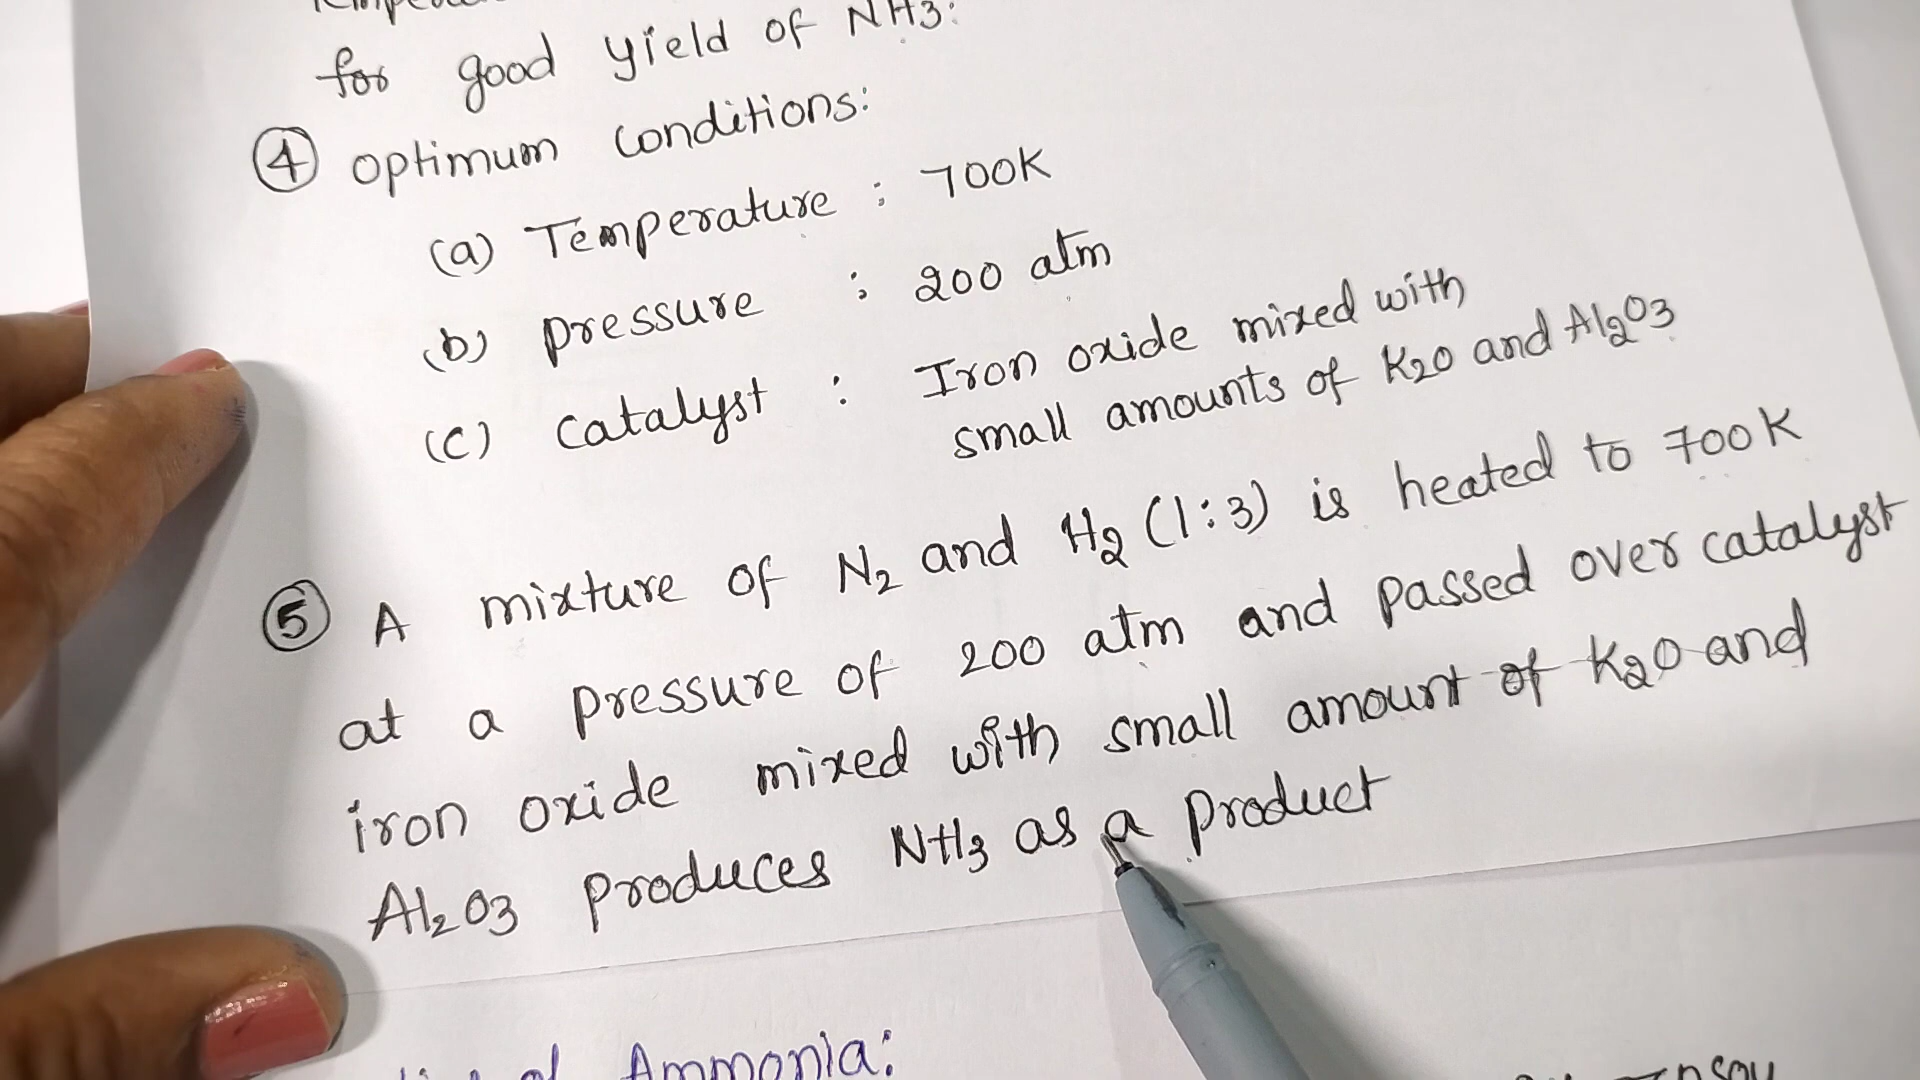 for good yield of NH3:
④ optimum conditions:
(a) Temperature : 700K
(b) pressure : 200 atm
(c) catalyst : Iron oxide mixed with
small amounts of K2O and Al2O3
⑤ A mixture of N2 and H2 (1:3) is heated to 700K
at a pressure of 200 atm and passed over catalyst
iron oxide mixed with small amount of K2O and
Al2O3 produces NH3 as a product
of Ammonia: